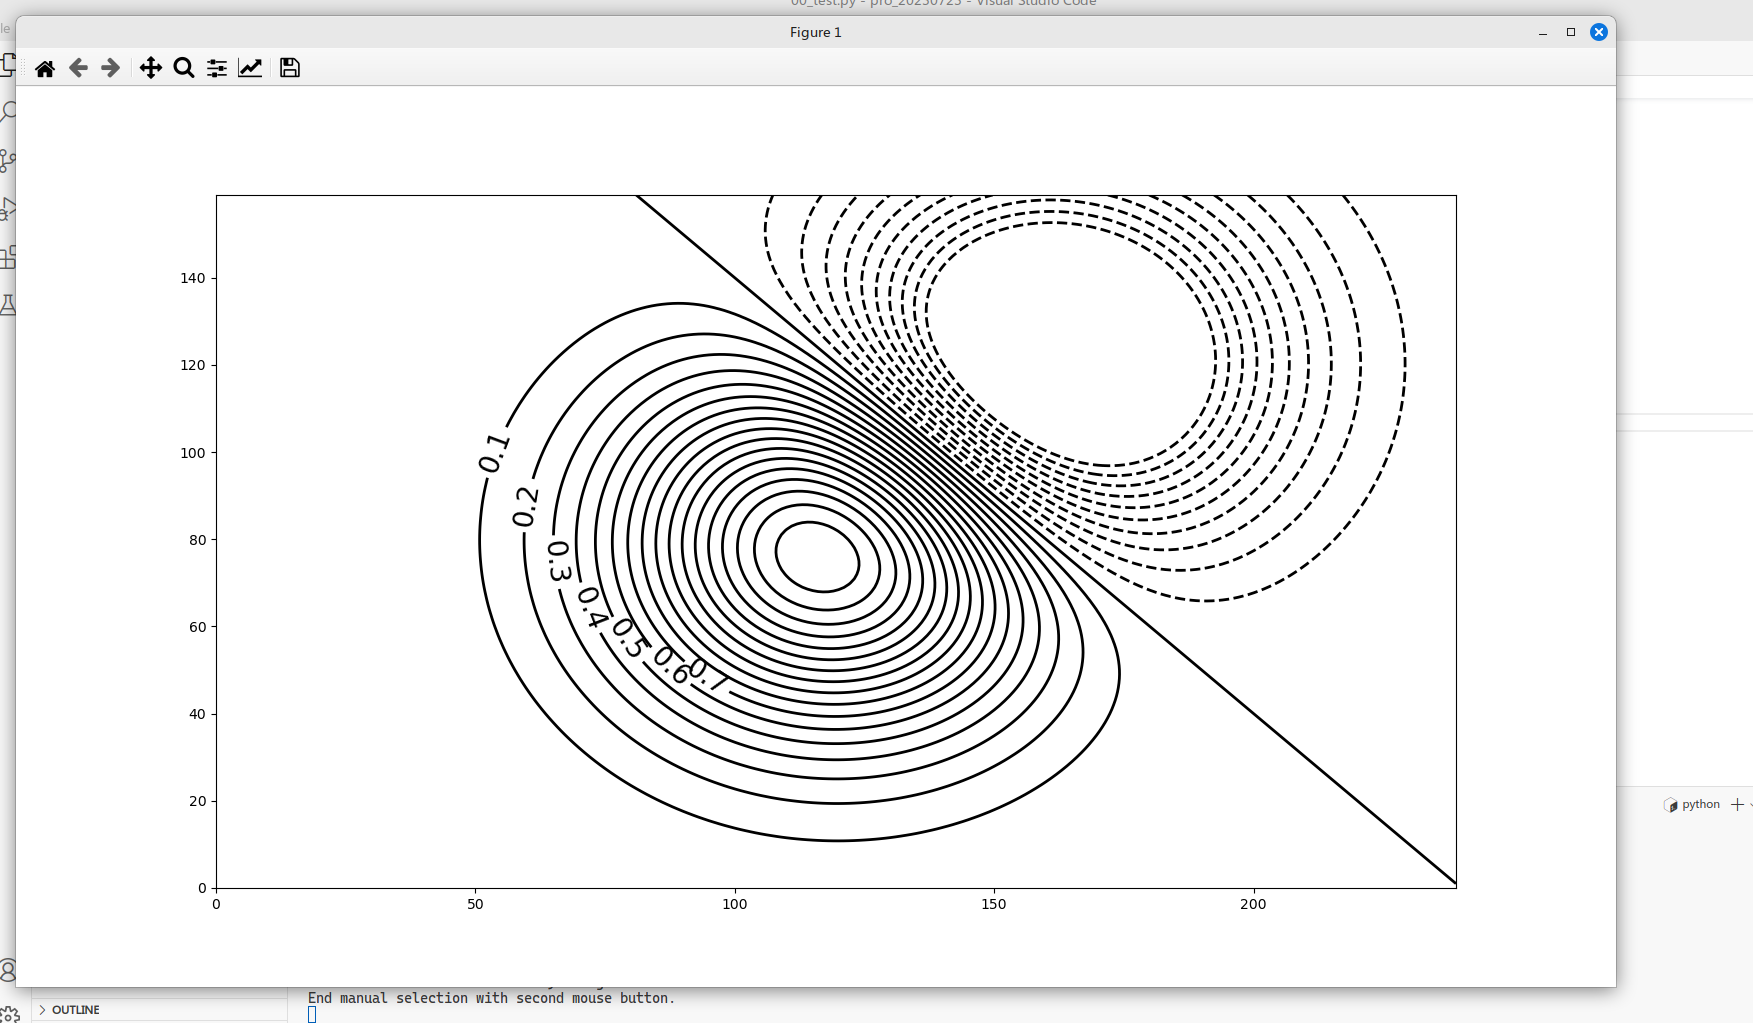 00_test.py - pro_20250725 - Visual Studio Code
le
Figure 1
140
120
100
80
60
40
20
0
0 50 100 150 200
0.1
0.2
0.3
0.4
0.5
0.6
0.7
python
OUTLINE
End manual selection with second mouse button.